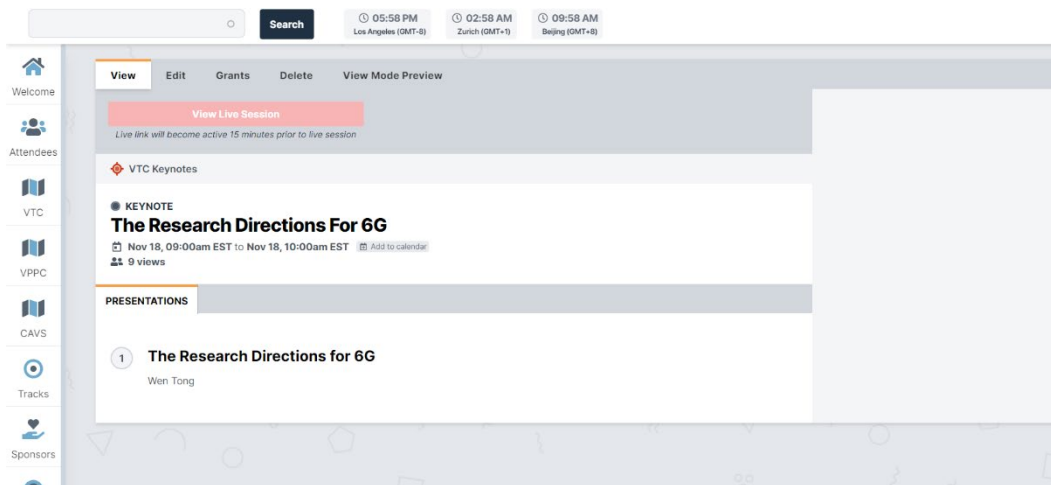 Search
05:58 PM
Los Angeles (GMT-8)
02:58 AM
Zurich (GMT+1)
09:58 AM
Beijing (GMT+8)
Welcome
Attendees
VTC
VPPC
CAVS
Tracks
Sponsors
View Edit Grants Delete View Mode Preview
View Live Session
Live link will become active 15 minutes prior to live session
VTC Keynotes
KEYNOTE
The Research Directions For 6G
Nov 18, 09:00am EST to Nov 18, 10:00am EST Add to calendar
9 views
PRESENTATIONS
1 The Research Directions for 6G
Wen Tong